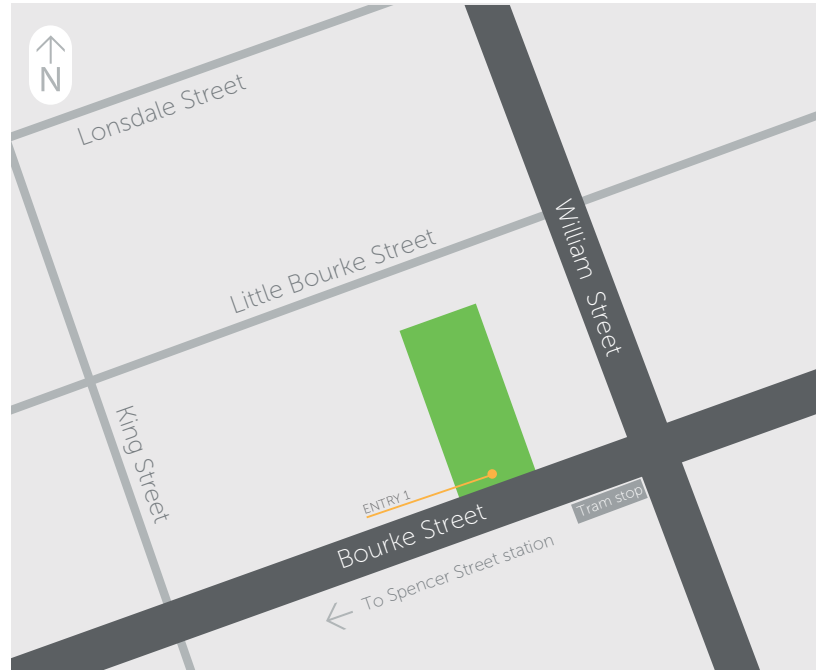 N
Lonsdale Street
Little Bourke Street
William Street
King Street
ENTRY 1
Bourke Street
Tram stop
To Spencer Street station